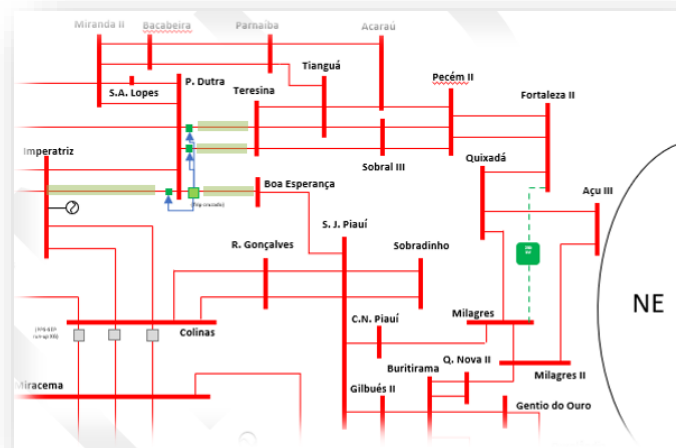 Miranda II
Bacabeira
Parnaíba
Acaraú
Tianguá
P. Dutra
Pecém II
S.A. Lopes
Teresina
Fortaleza II
Imperatriz
Quixadá
Sobral III
Açu III
Boa Esperança
(Trip cruzado)
S. J. Piauí
R. Gonçalves
Sobradinho
NE
C.N. Piauí
Milagres
Colinas
Buritirama
Q. Nova II
Milagres II
Miracema
Gilbués II
Gentio do Ouro